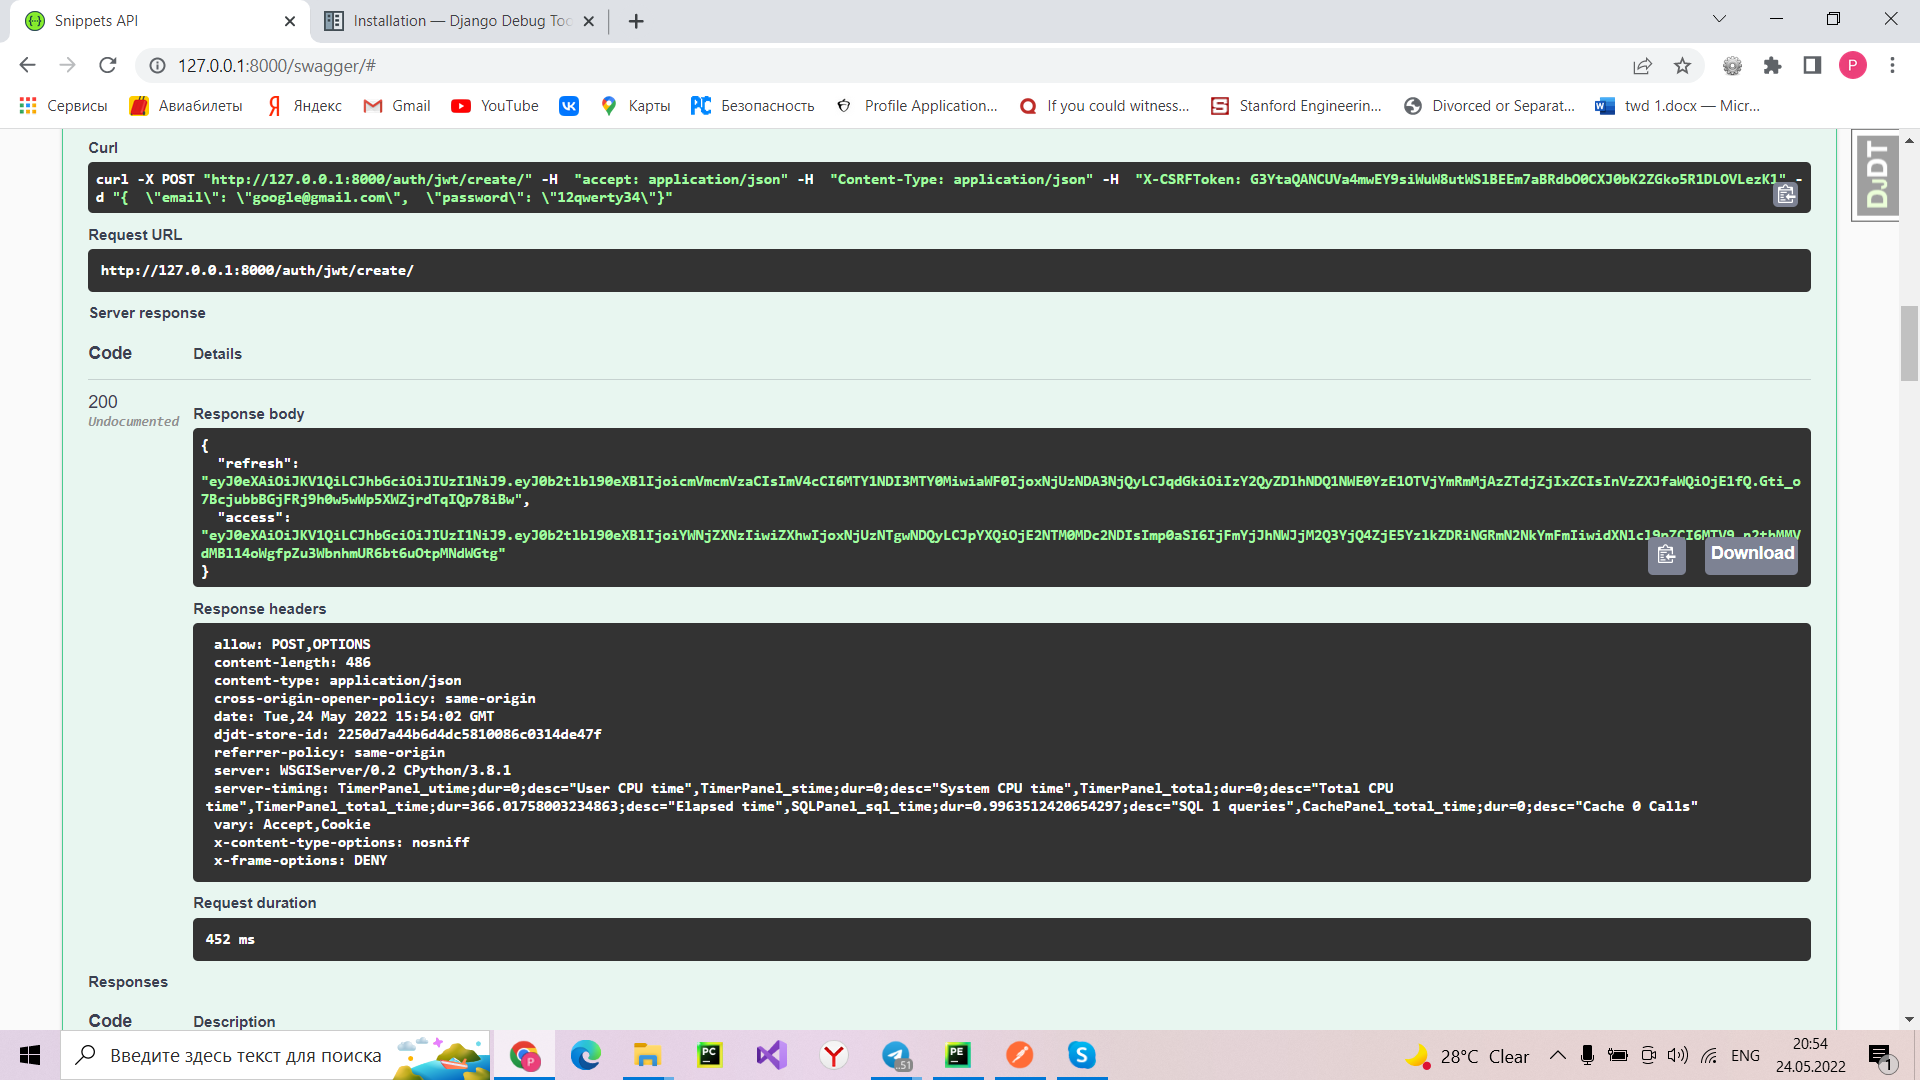 Snippets API
Installation — Django Debug Too
127.0.0.1:8000/swagger/#
P
Сервисы
Авиабилеты
Яндекс
Gmail
YouTube
Карты
Безопасность
Profile Application...
If you could witness...
Stanford Engineerin...
Divorced or Separat...
twd 1.docx — Micr...
DJDT
Curl
curl -X POST "http://127.0.0.1:8000/auth/jwt/create/" -H  "accept: application/json" -H  "Content-Type: application/json" -H  "X-CSRFToken: G3YtaQANCUVa4mwEY9siWuW8utWS1BEEm7aBRdbO0CXJ0bK2ZGko5R1DLOVLezK1" -
d "{  \"email\": \"google@gmail.com\",  \"password\": \"12qwerty34\"}"
Request URL
http://127.0.0.1:8000/auth/jwt/create/
Server response
Code Details
200
Undocumented
Response body
{
"refresh":
"access":
}
Download
Response headers
allow: POST,OPTIONS
content-length: 486
content-type: application/json
cross-origin-opener-policy: same-origin
date: Tue,24 May 2022 15:54:02 GMT
djdt-store-id: 2250d7a44b6d4dc5810086c0314de47f
referrer-policy: same-origin
server: WSGIServer/0.2 CPython/3.8.1
server-timing: TimerPanel_utime;dur=0;desc="User CPU time",TimerPanel_stime;dur=0;desc="System CPU time",TimerPanel_total;dur=0;desc="Total CPU
time",TimerPanel_total_time;dur=366.01758003234863;desc="Elapsed time",SQLPanel_sql_time;dur=0.9963512420654297;desc="SQL 1 queries",CachePanel_total_time;dur=0;desc="Cache 0 Calls"
vary: Accept,Cookie
x-content-type-options: nosniff
x-frame-options: DENY
Request duration
452 ms
Responses
Code Description
Введите здесь текст для поиска
28°C Clear
ENG
20:54
24.05.2022
1